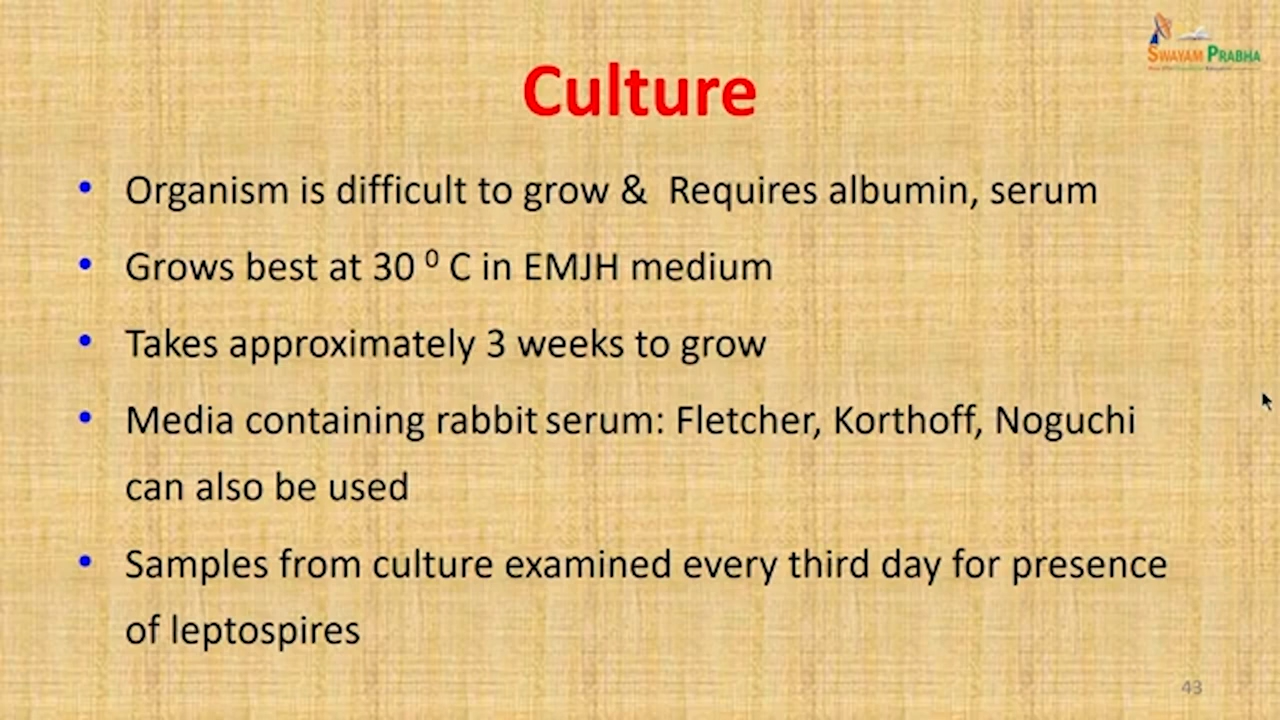 SWAYAM PRABHA
Culture
• Organism is difficult to grow & Requires albumin, serum
• Grows best at 30 ⁰ C in EMJH medium
• Takes approximately 3 weeks to grow
• Media containing rabbit serum: Fletcher, Korthoff, Noguchi
can also be used
• Samples from culture examined every third day for presence
of leptospires
43